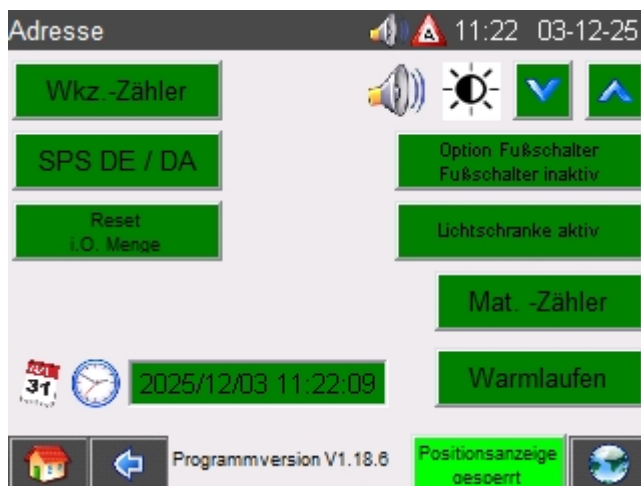 Adresse
A 11:22 03-12-25
Wkz.-Zähler
SPS DE / DA
Option Fußschalter
Fußschalter inaktiv
Reset
i.O. Menge
Lichtschranke aktiv
Mat. -Zähler
31
2025/12/03 11:22:09
Warmlaufen
Programmversion V1.18.6
Positionsanzeige
gesperrt